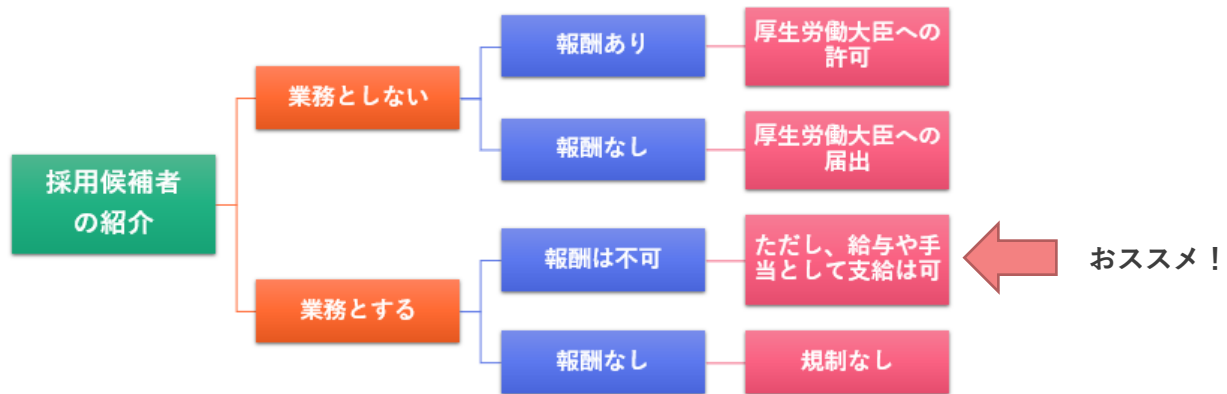 採用候補者
の紹介
業務としない
報酬あり
厚生労働大臣への
許可
報酬なし
厚生労働大臣への
届出
業務とする
報酬は不可
ただし、給与や手
当として支給は可
おススメ！
報酬なし
規制なし